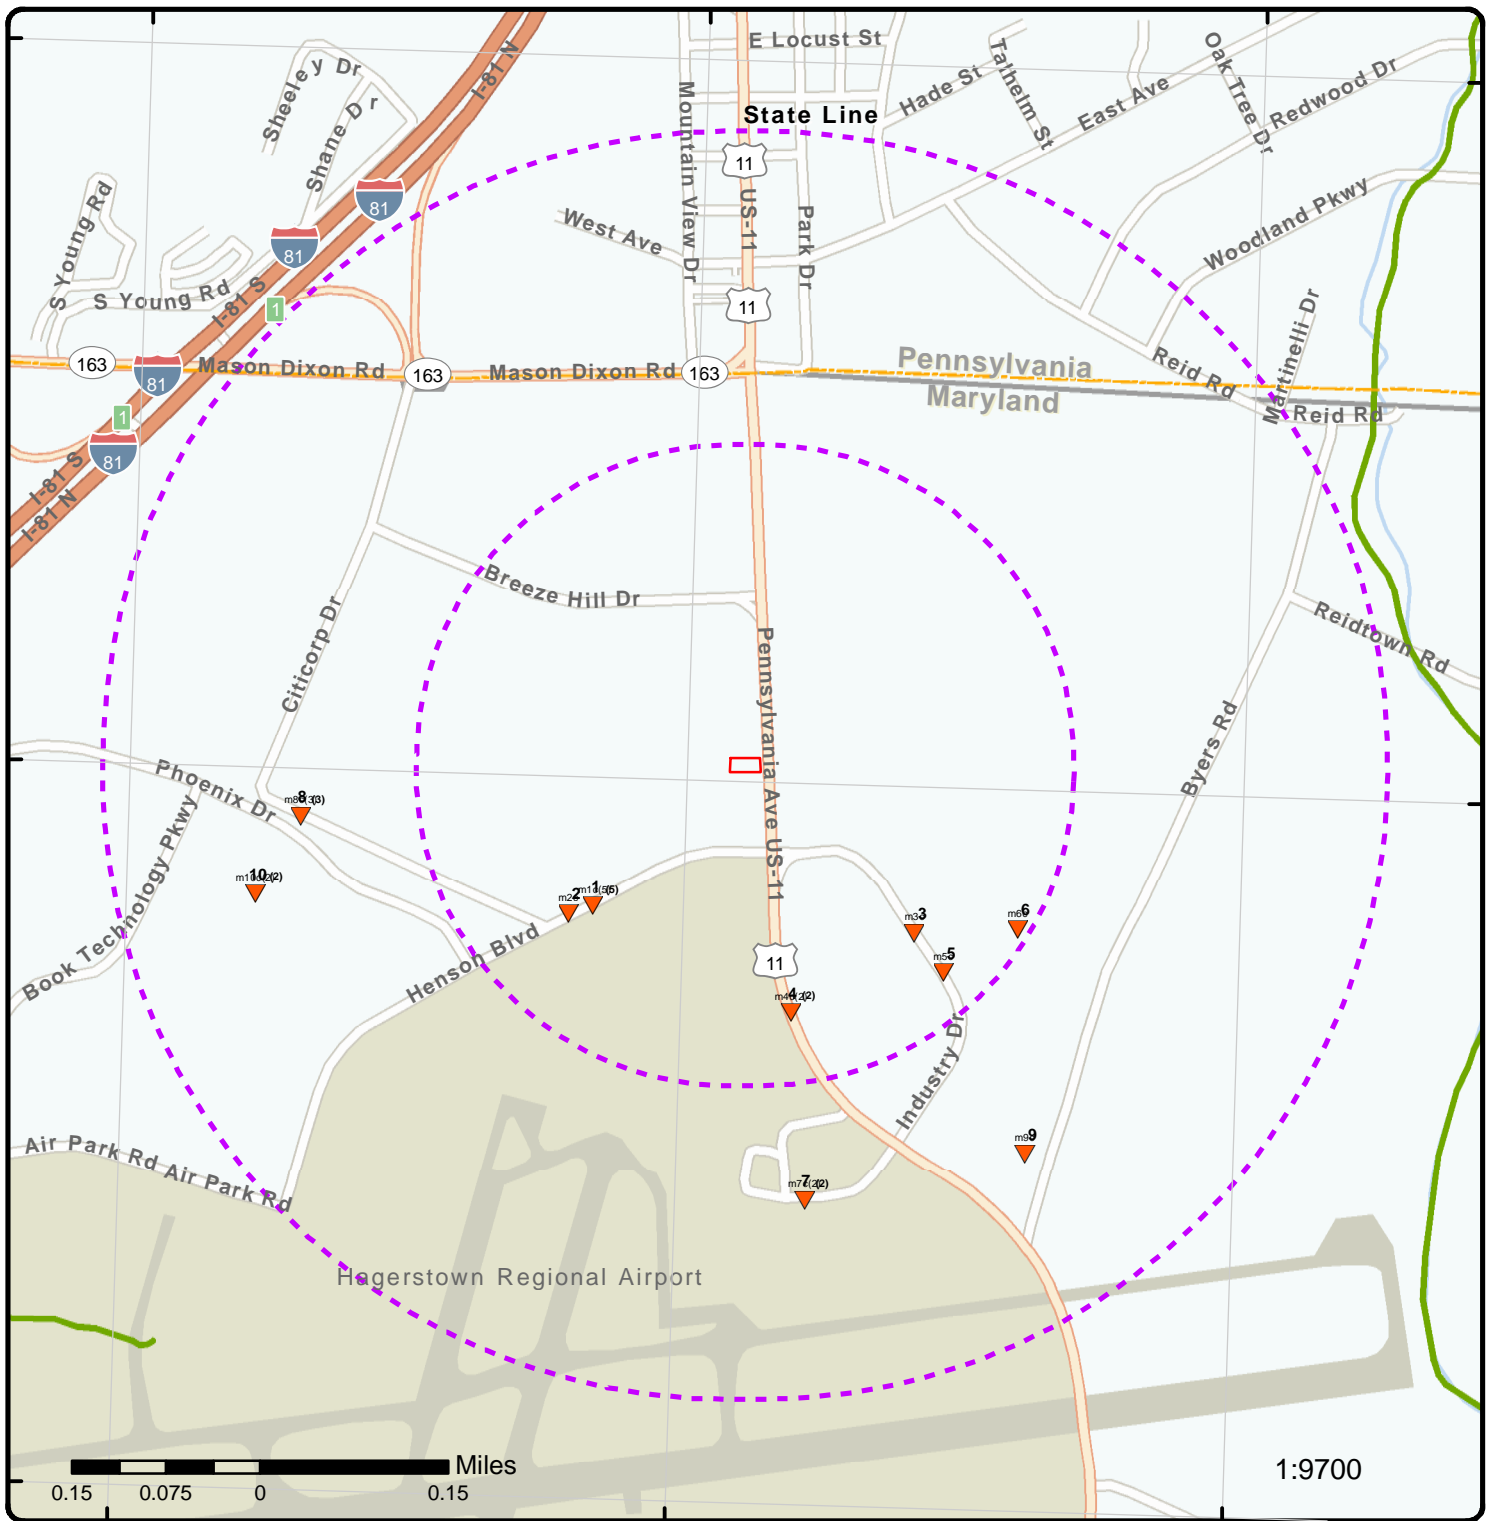 E Locust St
I-81 N
Sheeley Dr
Shane Dr
Mountain View Dr
State Line
Hade St
Talhelm St
East Ave
Oak Tree Dr
Redwood Dr
11
81
S Young Rd
West Ave
US-11
Park Dr
Woodland Pkwy
81
S Young Rd
I-81 S
1
11
Martinelli Dr
163
81
Mason Dixon Rd
163
Mason Dixon Rd
163
Pennsylvania
Maryland
Reid Rd
Reid Rd
1
81
I-81 S
I-81 N
Breeze Hill Dr
Citicorp Dr
Reidtown Rd
Pennsylvania Ave US-11
Byers Rd
Phoenix Dr
8 (3)
Book Technology Pkwy
10 (2)
2
1 (5)
3
6
5
Henson Blvd
11
4 (2)
Industry Dr
9
7 (2)
Air Park Rd Air Park Rd
Hagerstown Regional Airport
Miles
0.15 0.075 0 0.15
1:9700